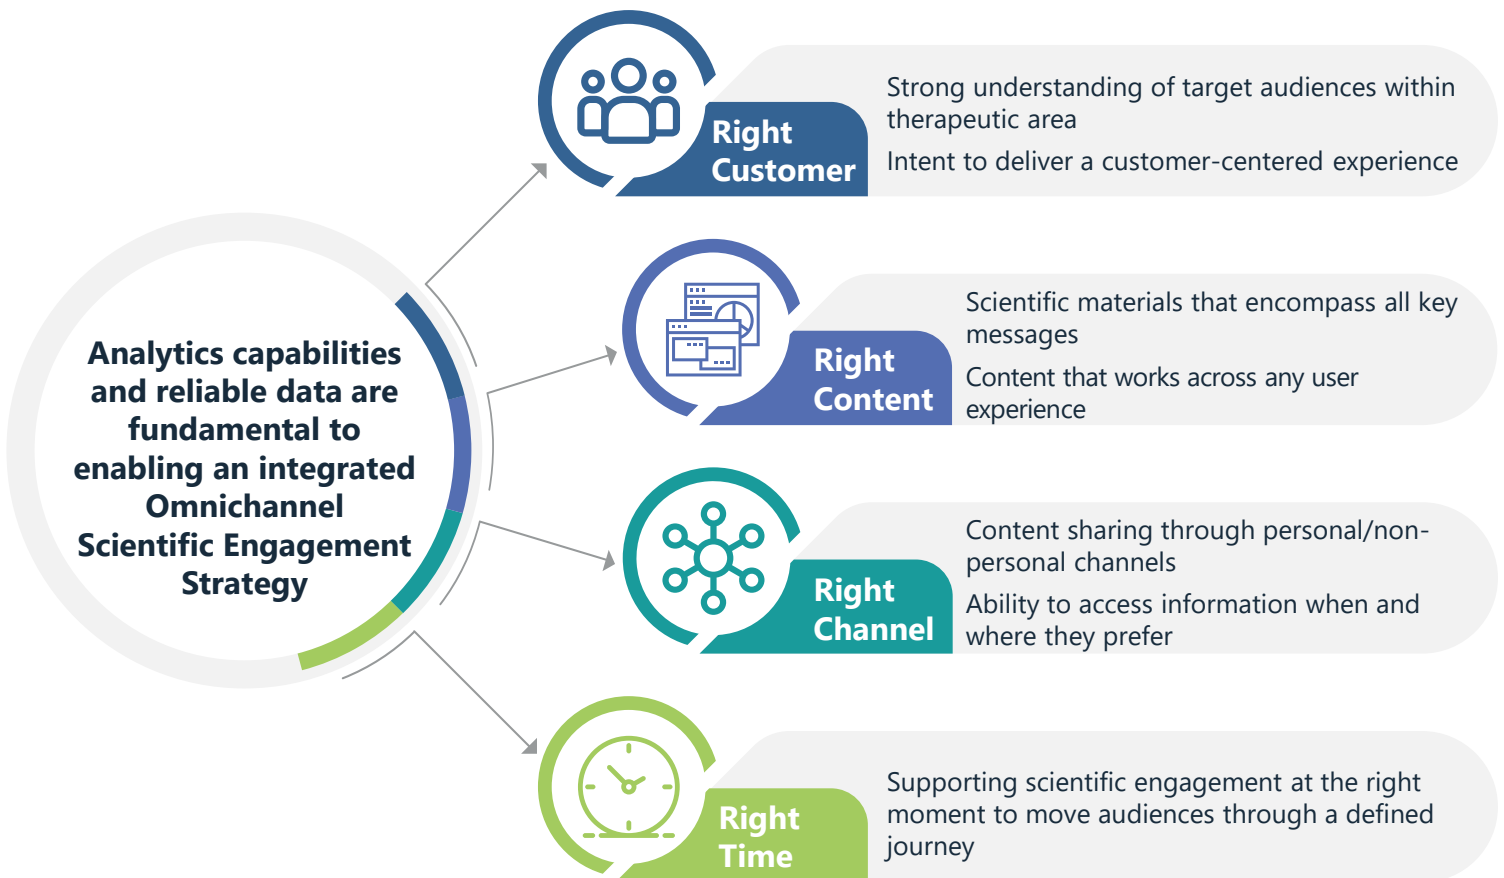 Analytics capabilities
and reliable data are
fundamental to
enabling an integrated
Omnichannel
Scientific Engagement
Strategy
Right
Customer
Strong understanding of target audiences within
therapeutic area
Intent to deliver a customer-centered experience
Right
Content
Scientific materials that encompass all key
messages
Content that works across any user
experience
Right
Channel
Content sharing through personal/non-
personal channels
Ability to access information when and
where they prefer
Right
Time
Supporting scientific engagement at the right
moment to move audiences through a defined
journey